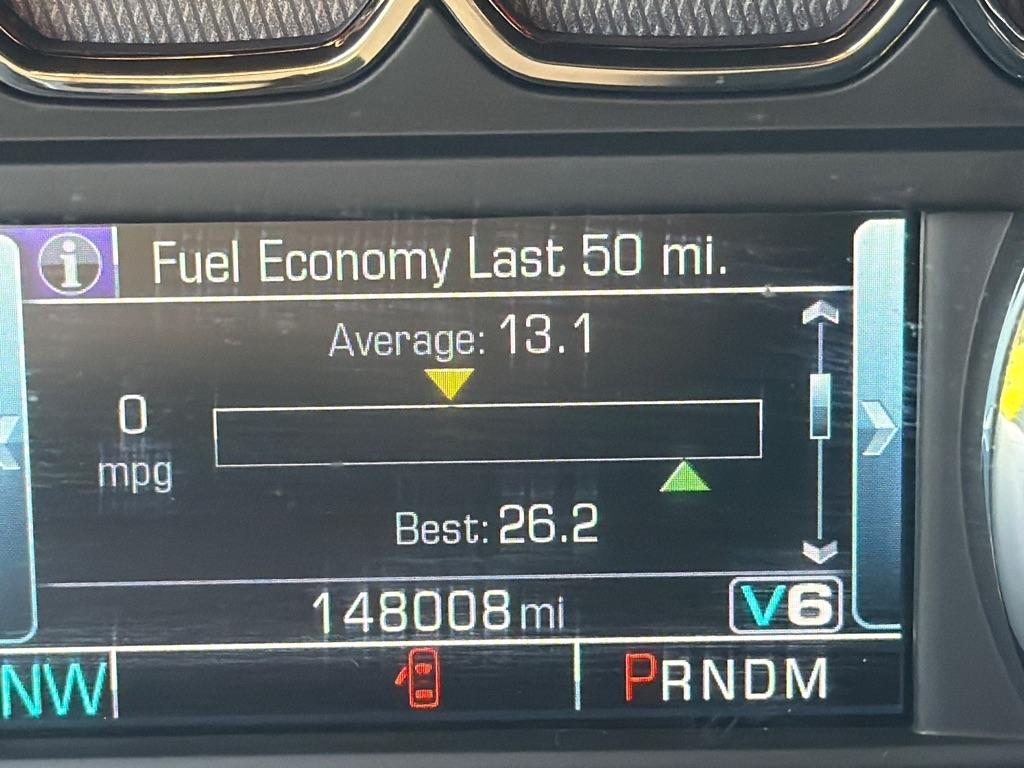 i Fuel Economy Last 50 mi.
Average: 13.1
0
mpg
Best: 26.2
148008 mi V6
NW PRNDM